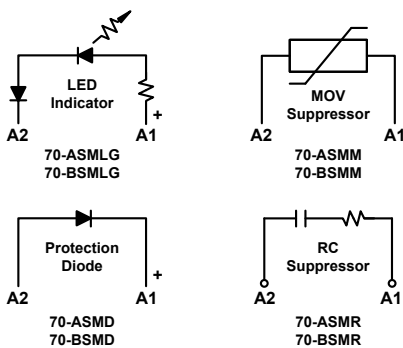 LED
Indicator
A2 A1 +
70-ASMLG
70-BSMLG
MOV
Suppressor
A2 A1
70-ASMM
70-BSMM
Protection
Diode
A2 A1 +
70-ASMD
70-BSMD
RC
Suppressor
A2 A1
70-ASMR
70-BSMR